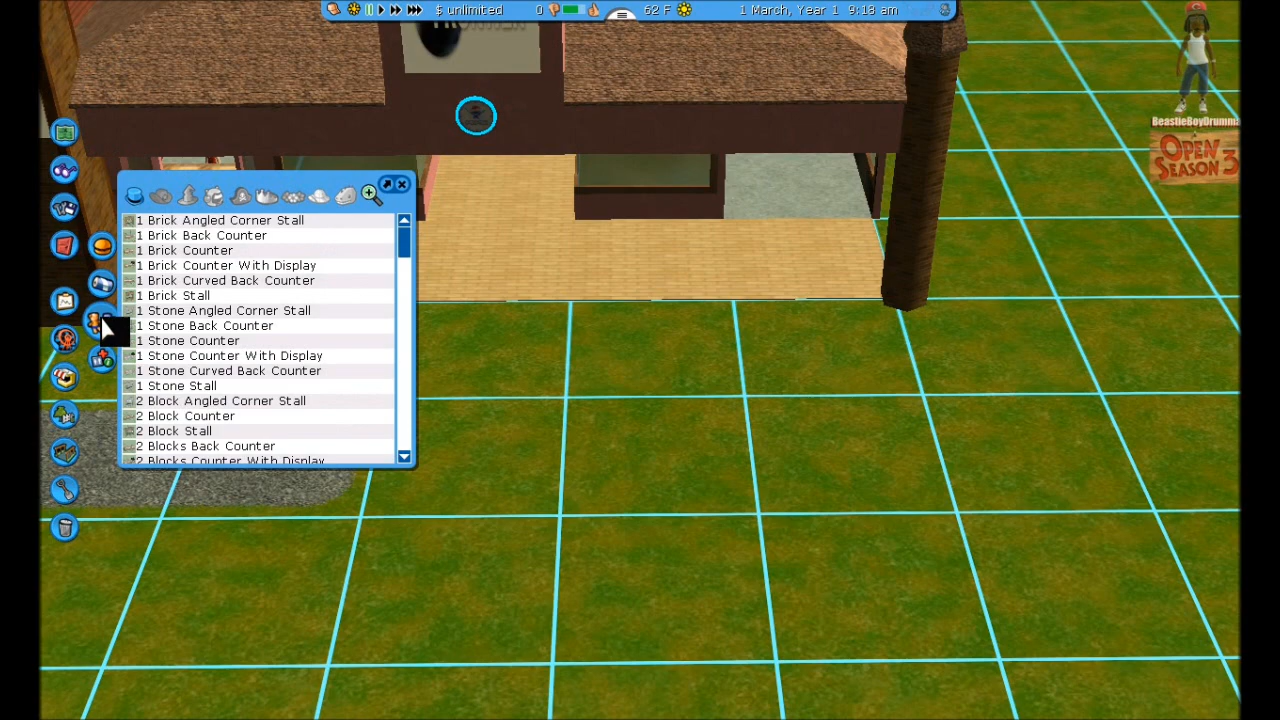 $ unlimited 0 62 F 1 March, Year 1 9:18 am
BeastieBoyDrumm
OPEN
SEASON 3
1 Brick Angled Corner Stall
1 Brick Back Counter
1 Brick Counter
1 Brick Counter With Display
1 Brick Curved Back Counter
1 Brick Stall
1 Stone Angled Corner Stall
1 Stone Back Counter
1 Stone Counter
1 Stone Counter With Display
1 Stone Curved Back Counter
1 Stone Stall
2 Block Angled Corner Stall
2 Block Counter
2 Block Stall
2 Blocks Back Counter
2 Blocks Counter With Display